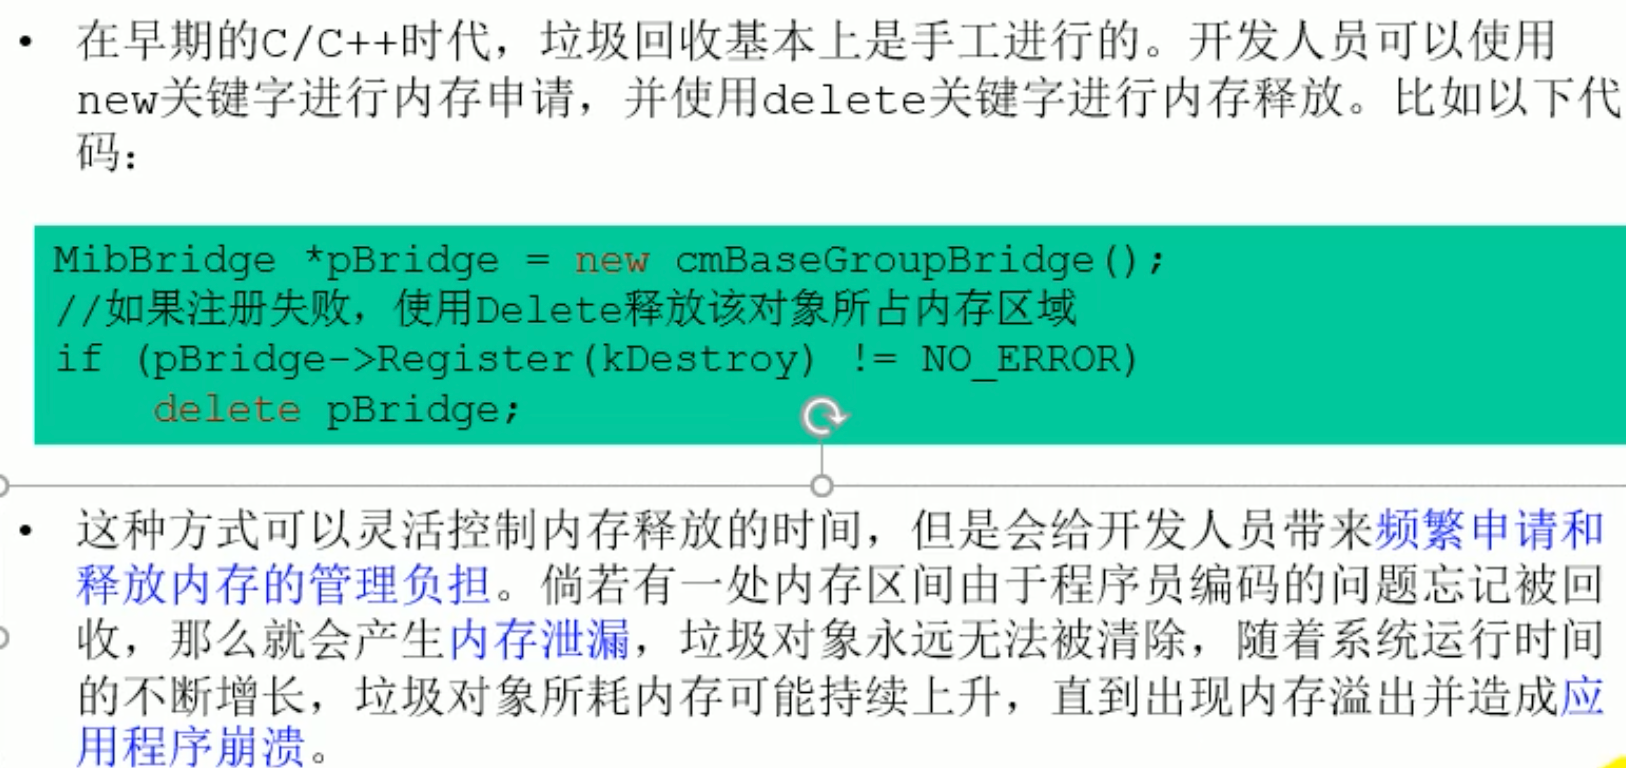 • 在早期的C/C++时代，垃圾回收基本上是手工进行的。开发人员可以使用
new关键字进行内存申请，并使用delete关键字进行内存释放。比如以下代
码：
MibBridge *pBridge = new cmBaseGroupBridge();
//如果注册失败，使用Delete释放该对象所占内存区域
if (pBridge->Register(kDestroy) != NO_ERROR)
    delete pBridge;
• 这种方式可以灵活控制内存释放的时间，但是会给开发人员带来频繁申请和
释放内存的管理负担。倘若有一处内存区间由于程序员编码的问题忘记被回
收，那么就会产生内存泄漏，垃圾对象永远无法被清除，随着系统运行时间
的不断增长，垃圾对象所耗内存可能持续上升，直到出现内存溢出并造成应
用程序崩溃。